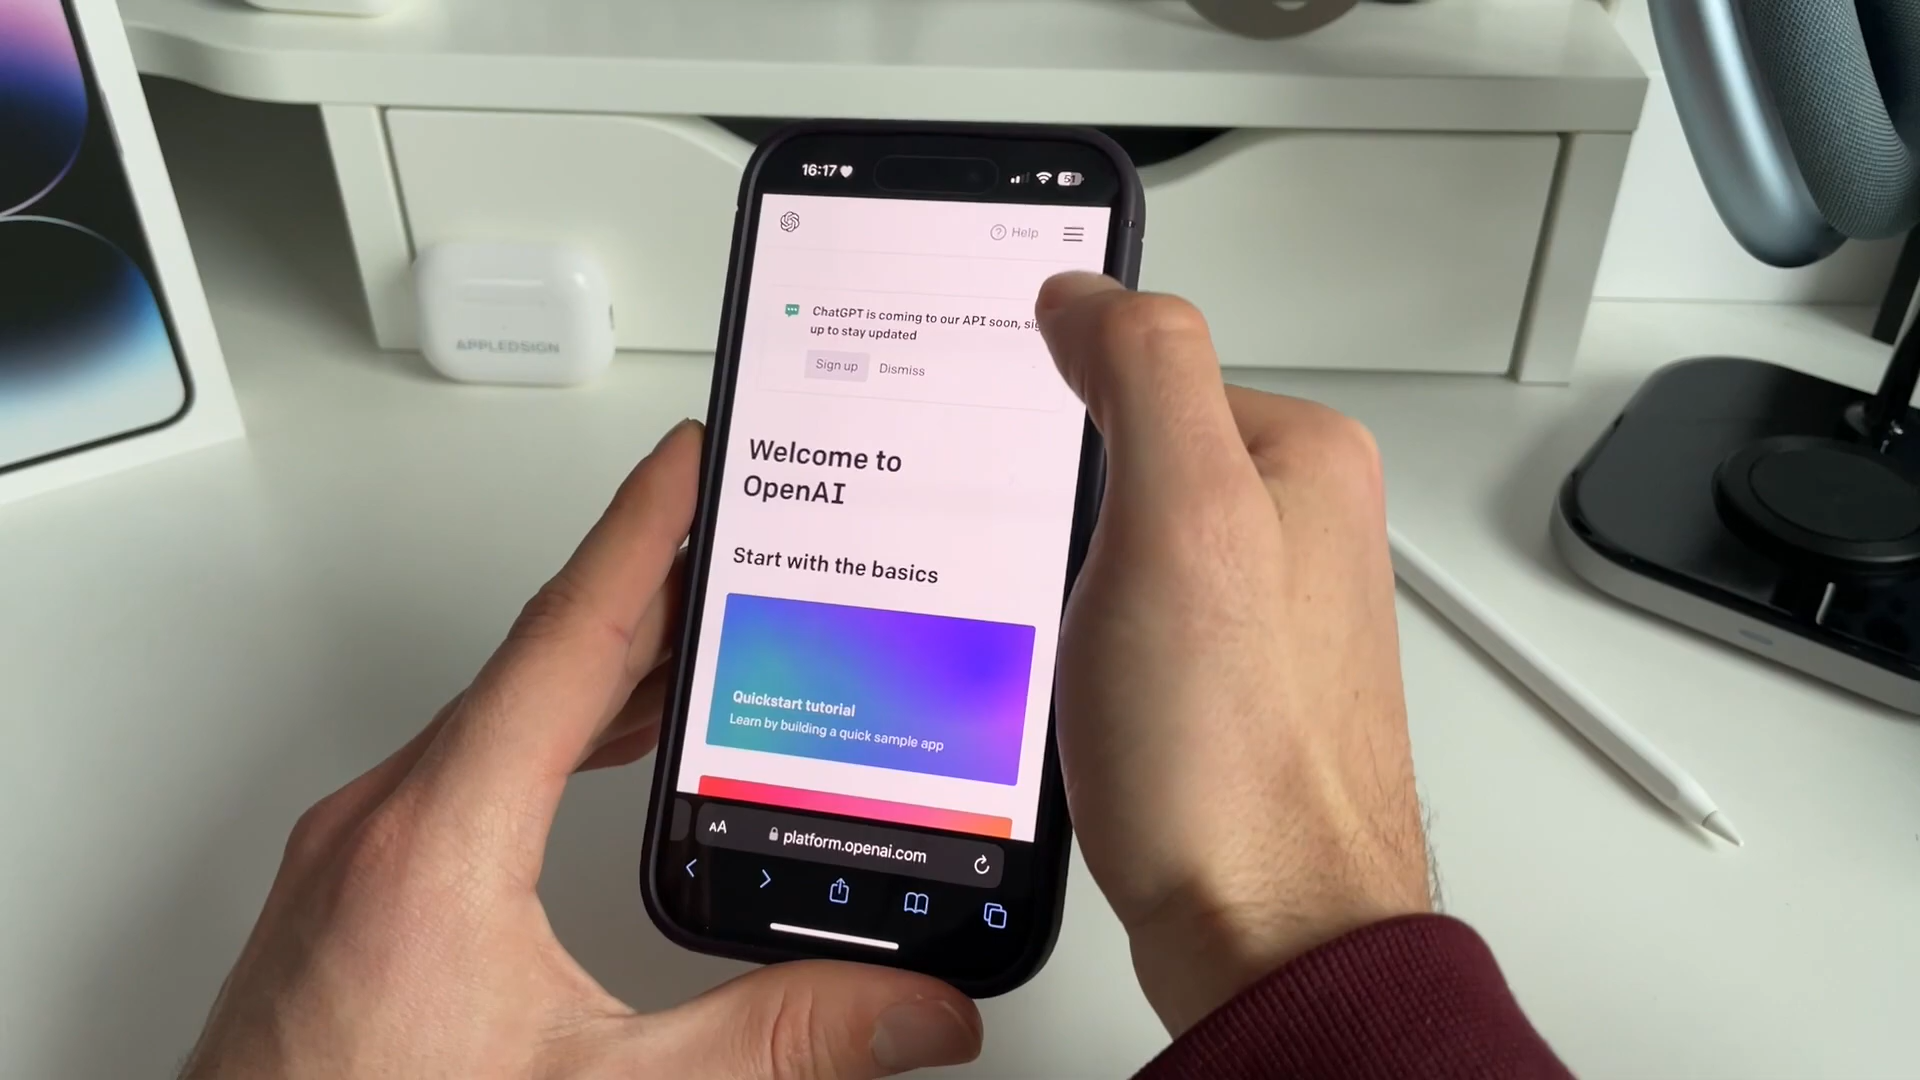 16:17
51
Help
ChatGPT is coming to our API soon, sig
up to stay updated
Sign up Dismiss
Welcome to
OpenAI
Start with the basics
Quickstart tutorial
Learn by building a quick sample app
AA platform.openai.com
APPLEDSIGN